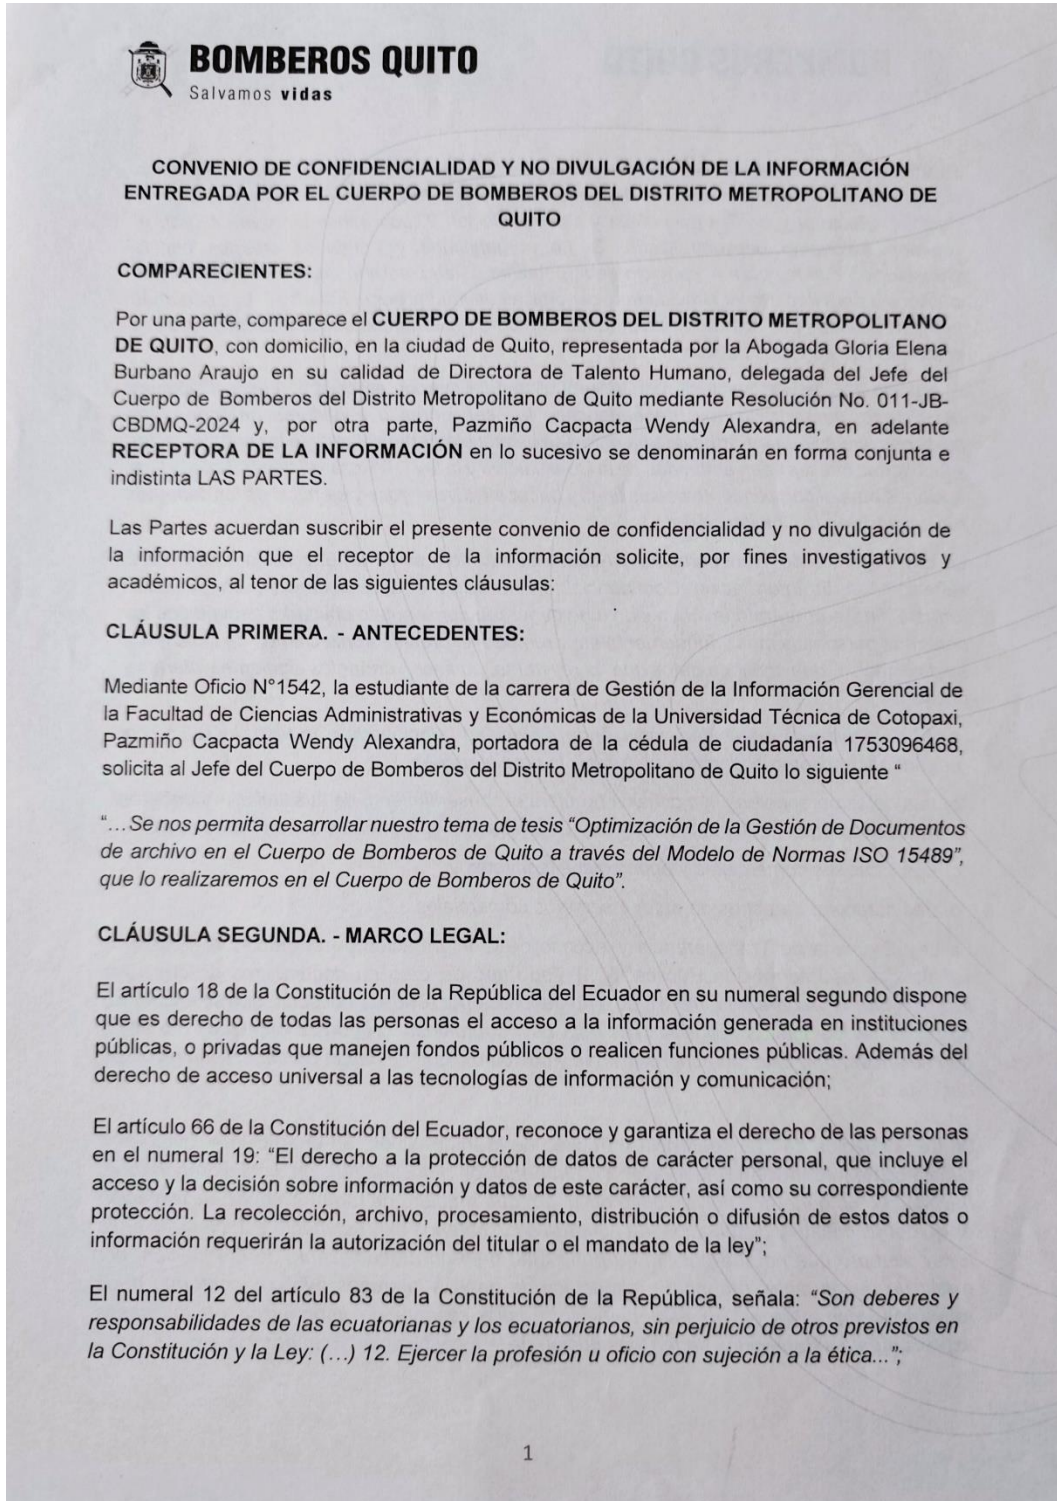 BOMBEROS QUITO
Salvamos vidas
CONVENIO DE CONFIDENCIALIDAD Y NO DIVULGACIÓN DE LA INFORMACIÓN
ENTREGADA POR EL CUERPO DE BOMBEROS DEL DISTRITO METROPOLITANO DE
QUITO
COMPARECIENTES:
Por una parte, comparece el CUERPO DE BOMBEROS DEL DISTRITO METROPOLITANO
DE QUITO, con domicilio, en la ciudad de Quito, representada por la Abogada Gloria Elena
Burbano Araujo en su calidad de Directora de Talento Humano, delegada del Jefe del
Cuerpo de Bomberos del Distrito Metropolitano de Quito mediante Resolución No. 011-JB-
CBDMQ-2024 y, por otra parte, Pazmiño Cacpacta Wendy Alexandra, en adelante
RECEPTORA DE LA INFORMACIÓN en lo sucesivo se denominarán en forma conjunta e
indistinta LAS PARTES.
Las Partes acuerdan suscribir el presente convenio de confidencialidad y no divulgación de
la información que el receptor de la información solicite, por fines investigativos y
académicos, al tenor de las siguientes cláusulas:
CLÁUSULA PRIMERA. - ANTECEDENTES:
Mediante Oficio N°1542, la estudiante de la carrera de Gestión de la Información Gerencial de
la Facultad de Ciencias Administrativas y Económicas de la Universidad Técnica de Cotopaxi,
Pazmiño Cacpacta Wendy Alexandra, portadora de la cédula de ciudadanía 1753096468,
solicita al Jefe del Cuerpo de Bomberos del Distrito Metropolitano de Quito lo siguiente “
“…Se nos permita desarrollar nuestro tema de tesis “Optimización de la Gestión de Documentos
de archivo en el Cuerpo de Bomberos de Quito a través del Modelo de Normas ISO 15489”,
que lo realizaremos en el Cuerpo de Bomberos de Quito”.
CLÁUSULA SEGUNDA. - MARCO LEGAL:
El artículo 18 de la Constitución de la República del Ecuador en su numeral segundo dispone
que es derecho de todas las personas el acceso a la información generada en instituciones
públicas, o privadas que manejen fondos públicos o realicen funciones públicas. Además del
derecho de acceso universal a las tecnologías de información y comunicación;
El artículo 66 de la Constitución del Ecuador, reconoce y garantiza el derecho de las personas
en el numeral 19: “El derecho a la protección de datos de carácter personal, que incluye el
acceso y la decisión sobre información y datos de este carácter, así como su correspondiente
protección. La recolección, archivo, procesamiento, distribución o difusión de estos datos o
información requerirán la autorización del titular o el mandato de la ley”;
El numeral 12 del artículo 83 de la Constitución de la República, señala: “Son deberes y
responsabilidades de las ecuatorianas y los ecuatorianos, sin perjuicio de otros previstos en
la Constitución y la Ley: (…) 12. Ejercer la profesión u oficio con sujeción a la ética...”;
1